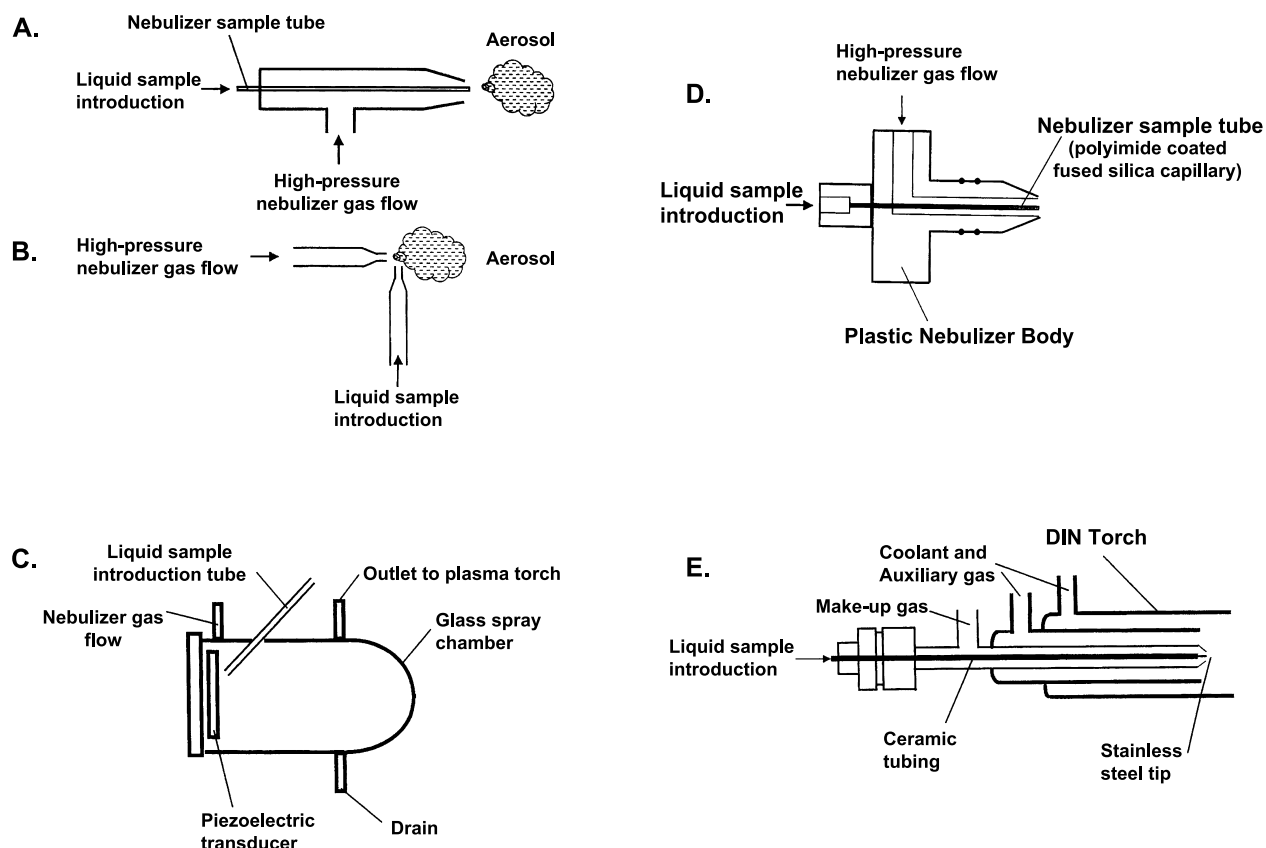 A.
Nebulizer sample tube
Aerosol
Liquid sample
introduction
High-pressure
nebulizer gas flow
B.
High-pressure
nebulizer gas flow
Aerosol
Liquid sample
introduction
C.
Liquid sample
introduction tube
Outlet to plasma torch
Nebulizer gas
flow
Glass spray
chamber
Piezoelectric
transducer
Drain
D.
High-pressure
nebulizer gas flow
Nebulizer sample tube
(polyimide coated
fused silica capillary)
Liquid sample
introduction
Plastic Nebulizer Body
E.
DIN Torch
Coolant and
Auxiliary gas
Make-up gas
Liquid sample
introduction
Ceramic
tubing
Stainless
steel tip